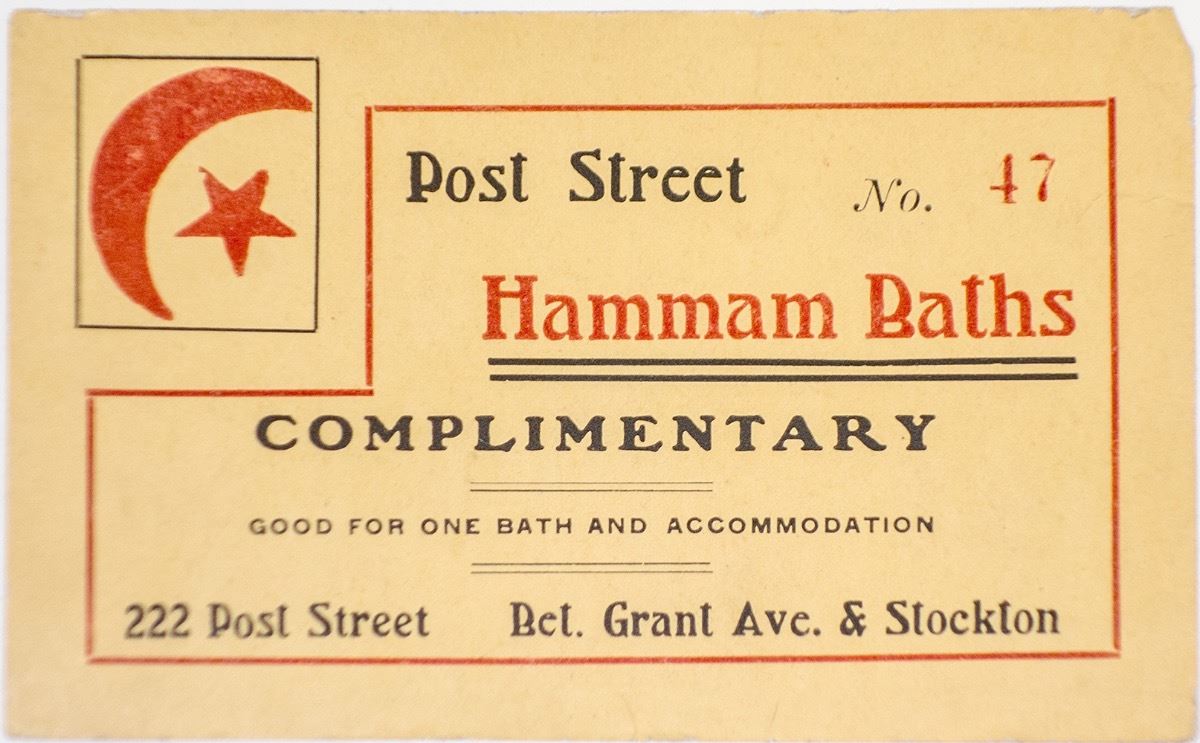 Post Street No. 47
Hammam Baths
COMPLIMENTARY
GOOD FOR ONE BATH AND ACCOMMODATION
222 Post Street Bet. Grant Ave. & Stockton